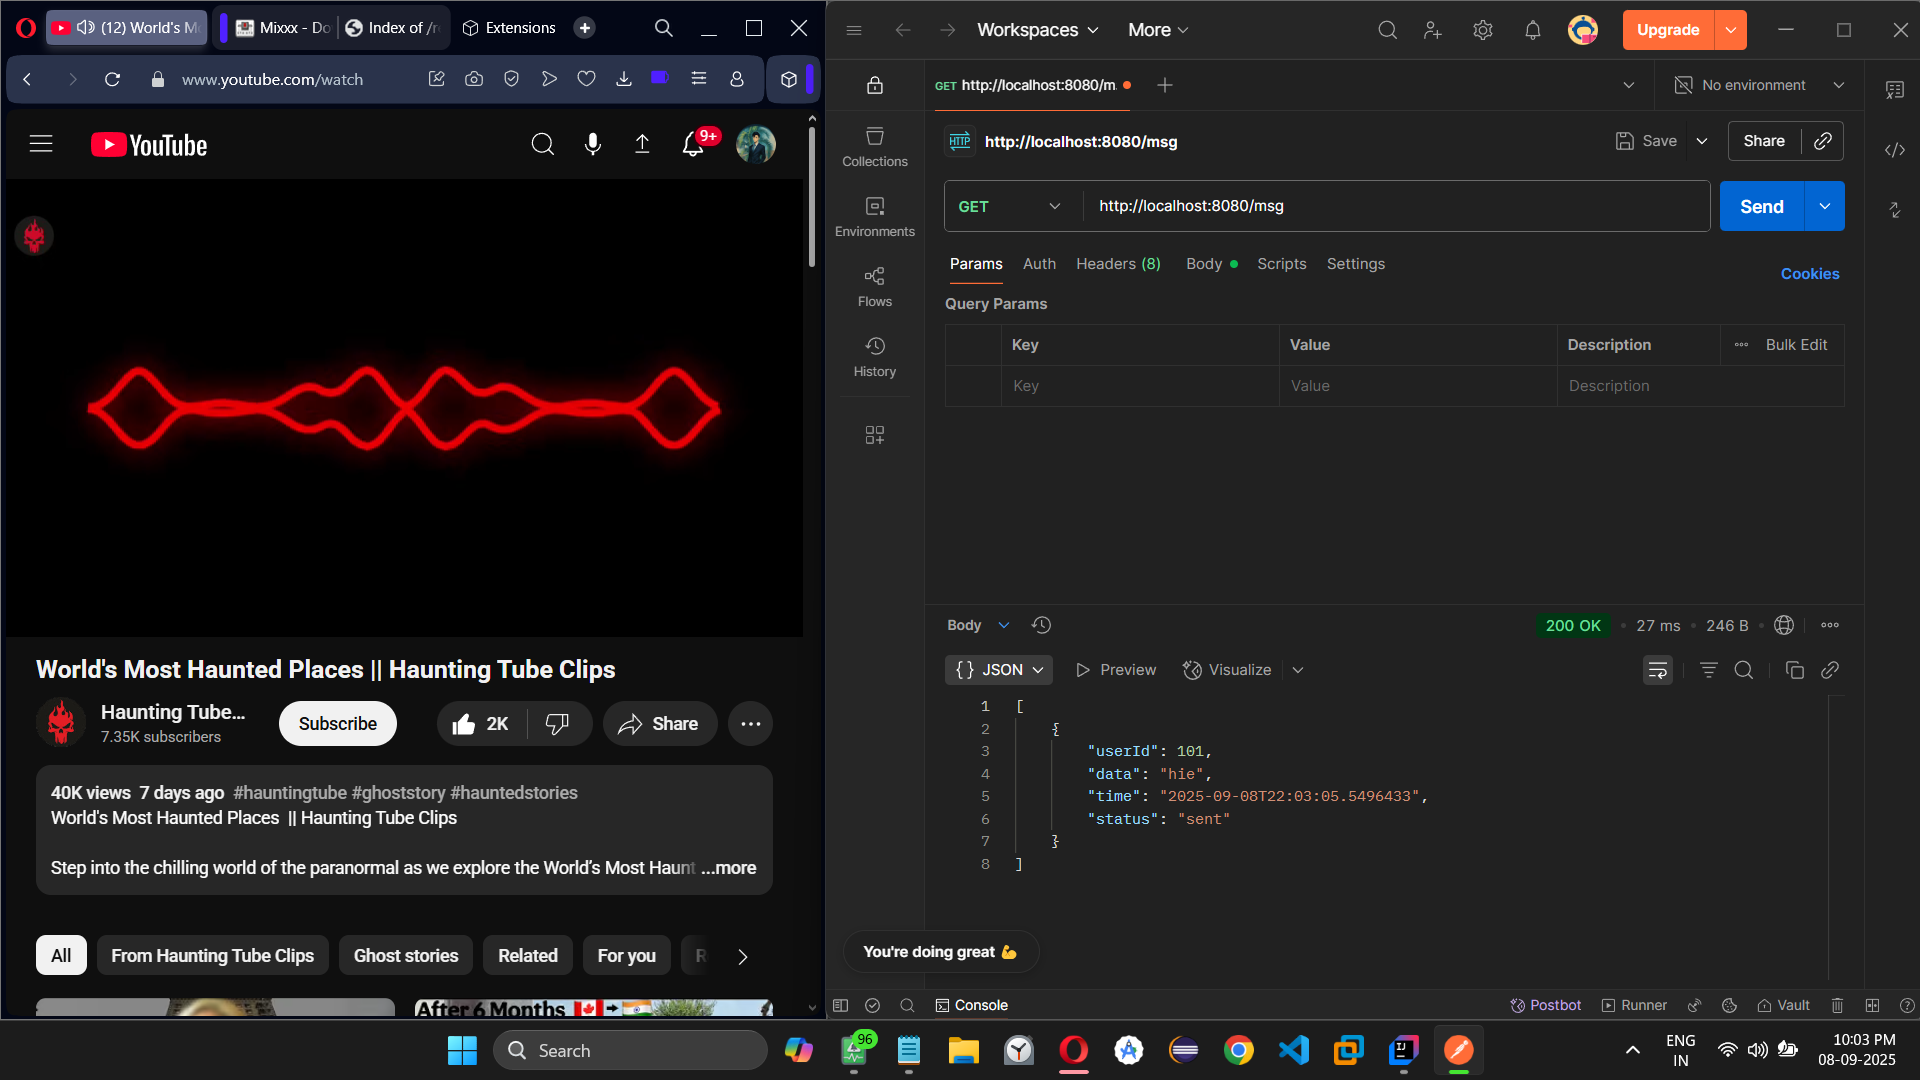 (12) World's M
Mixxx - Do
Index of /r
Extensions
www.youtube.com/watch
YouTube
9+
World's Most Haunted Places || Haunting Tube Clips
Haunting Tube...
7.35K subscribers
Subscribe
2K
Share
40K views 7 days ago #hauntingtube #ghoststory #hauntedstories
World's Most Haunted Places || Haunting Tube Clips
Step into the chilling world of the paranormal as we explore the World's Most Haunt ...more
All
From Haunting Tube Clips
Ghost stories
Related
For you
After 6 Months
Workspaces
More
Upgrade
GET http://localhost:8080/m.
No environment
HTTP http://localhost:8080/msg
Save
Share
Collections
Environments
Flows
History
GET
http://localhost:8080/msg
Send
Params
Auth
Headers (8)
Body
Scripts
Settings
Cookies
Query Params
Key Value Description Bulk Edit
Key Value Description
Body
200 OK • 27 ms • 246 B
{} JSON
Preview
Visualize
1 [
2 {
3 "userId": 101,
4 "data": "hie",
5 "time": "2025-09-08T22:03:05.5496433",
6 "status": "sent"
7 }
8 ]
You're doing great 💪
Console
Postbot
Runner
Vault
Search
96
IJ
ENG
IN
10:03 PM
08-09-2025